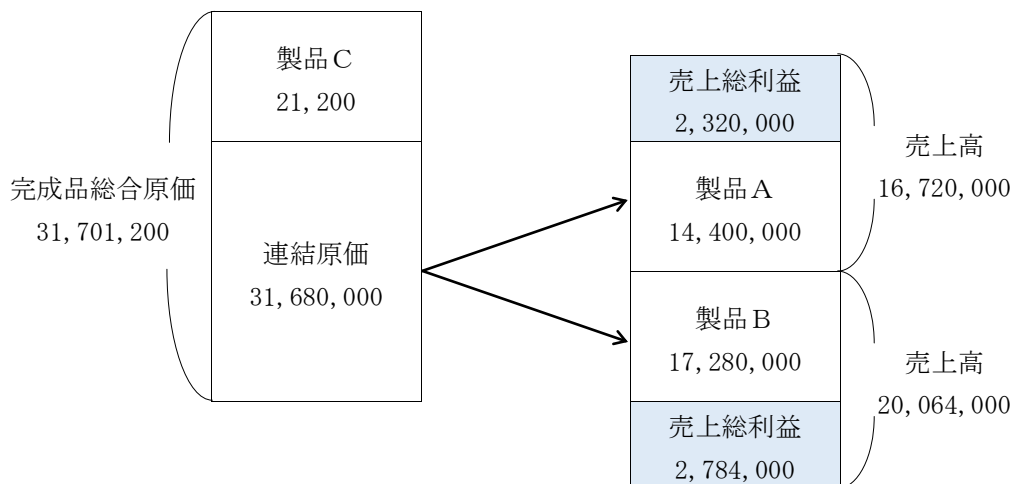 製品Ｃ
21,200
完成品総合原価
31,701,200
連結原価
31,680,000
売上総利益
2,320,000
製品Ａ
14,400,000
売上高
16,720,000
製品Ｂ
17,280,000
売上総利益
2,784,000
売上高
20,064,000